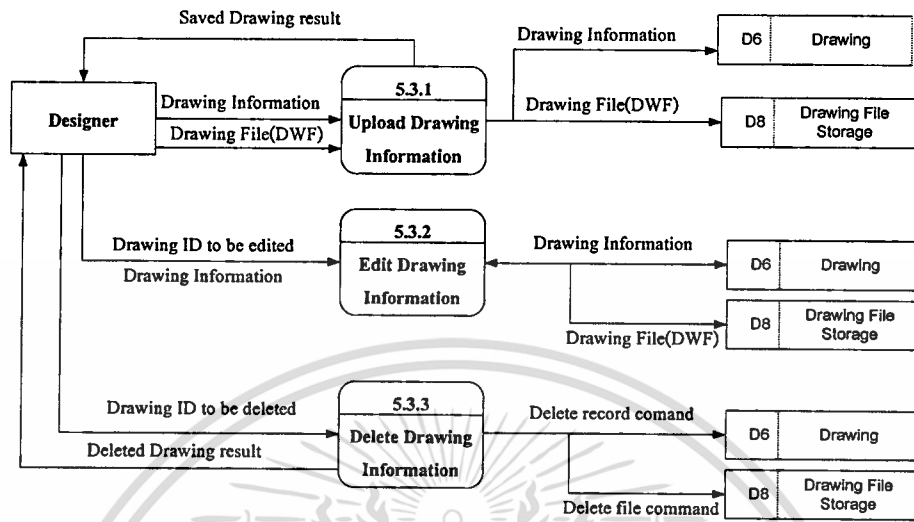 Saved Drawing result
Designer
Drawing Information
Drawing File(DWF)
5.3.1
Upload Drawing
Information
Drawing Information
D6 Drawing
Drawing File(DWF)
D8 Drawing File
Storage
Drawing ID to be edited
Drawing Information
5.3.2
Edit Drawing
Information
Drawing Information
D6 Drawing
Drawing File(DWF)
D8 Drawing File
Storage
Drawing ID to be deleted
Deleted Drawing result
5.3.3
Delete Drawing
Information
Delete record comand
D6 Drawing
Delete file command
D8 Drawing File
Storage